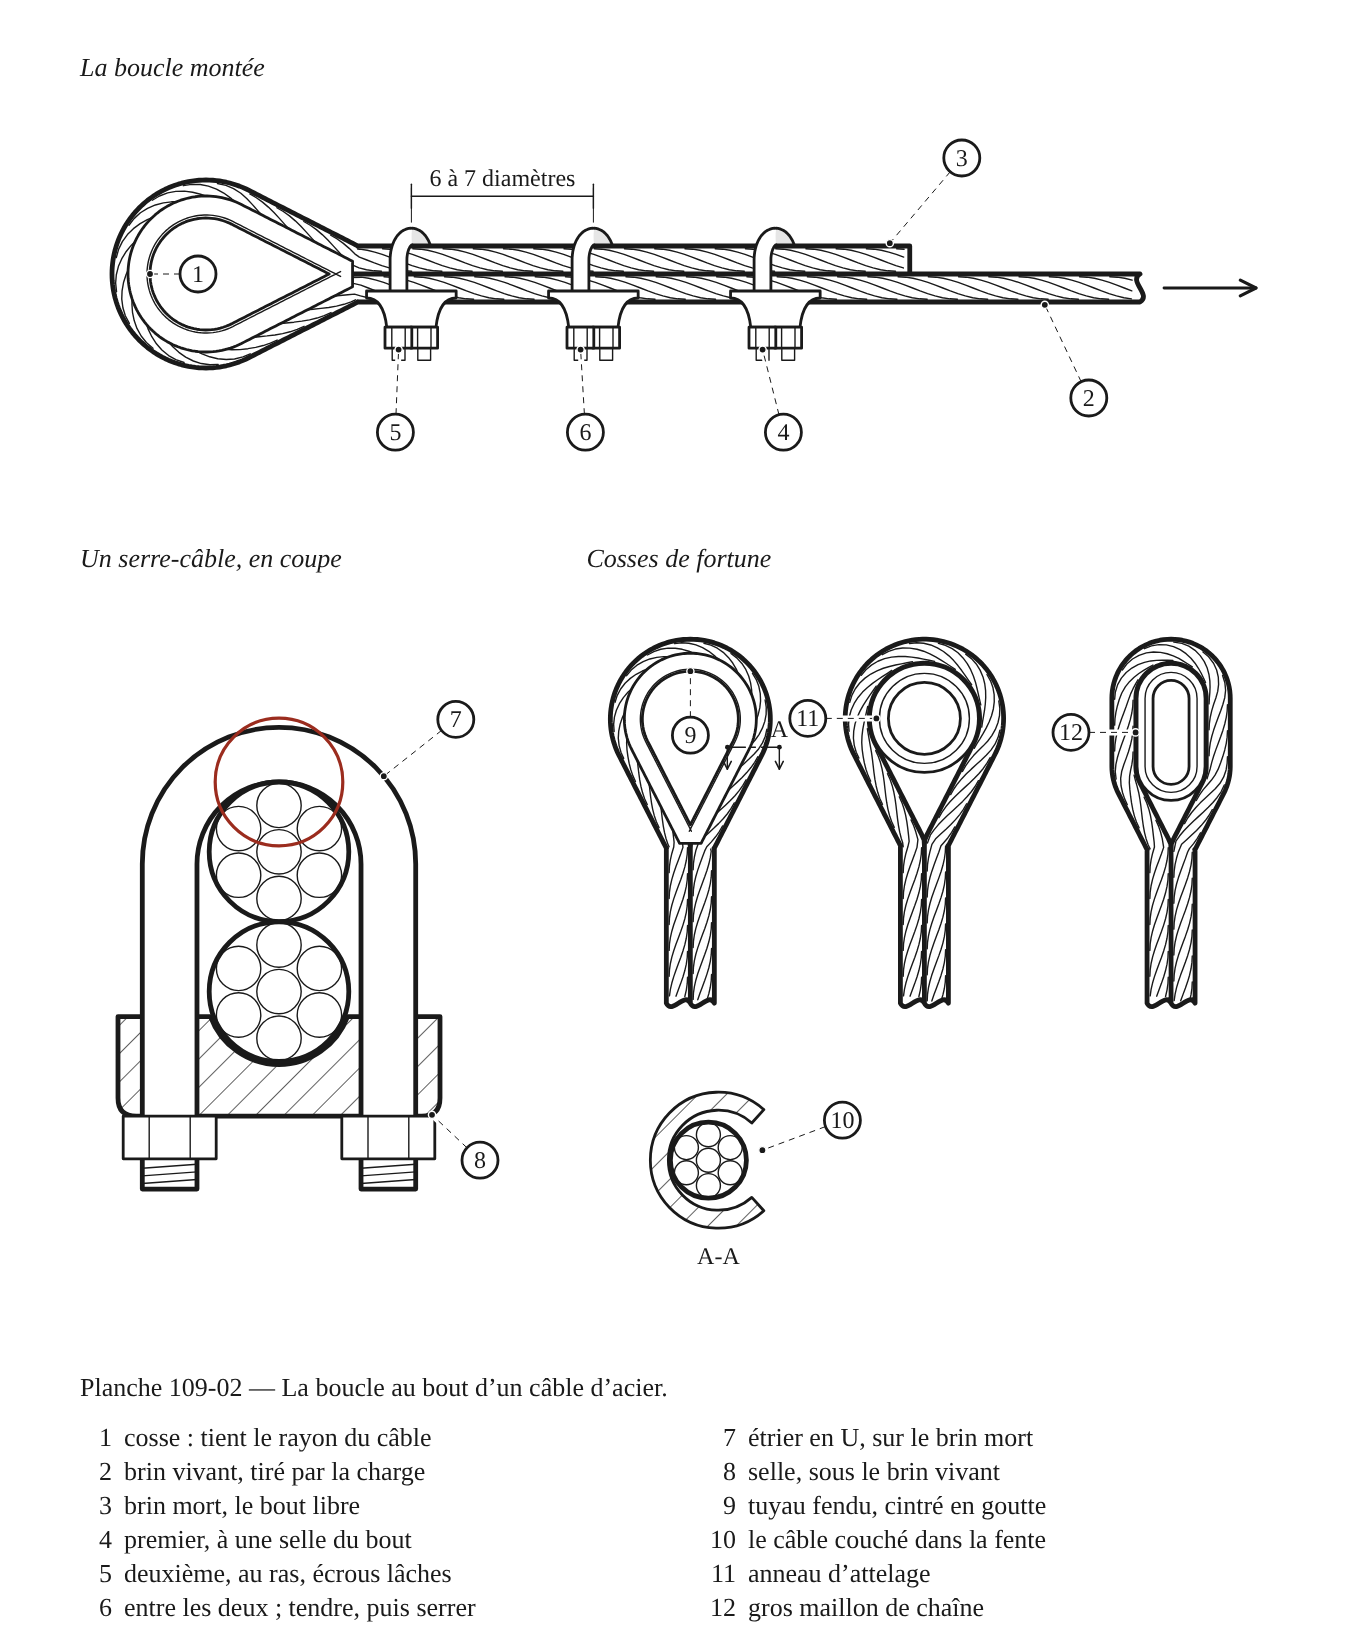 La boucle montée
3
6 à 7 diamètres
1
2
5
6
4
Un serre-câble, en coupe
Cosses de fortune
7
9
A
11
12
8
10
A-A
Planche 109-02 — La boucle au bout d’un câble d’acier.
1 cosse : tient le rayon du câble
2 brin vivant, tiré par la charge
3 brin mort, le bout libre
4 premier, à une selle du bout
5 deuxième, au ras, écrous lâches
6 entre les deux ; tendre, puis serrer
7 étrier en U, sur le brin mort
8 selle, sous le brin vivant
9 tuyau fendu, cintré en goutte
10 le câble couché dans la fente
11 anneau d’attelage
12 gros maillon de chaîne